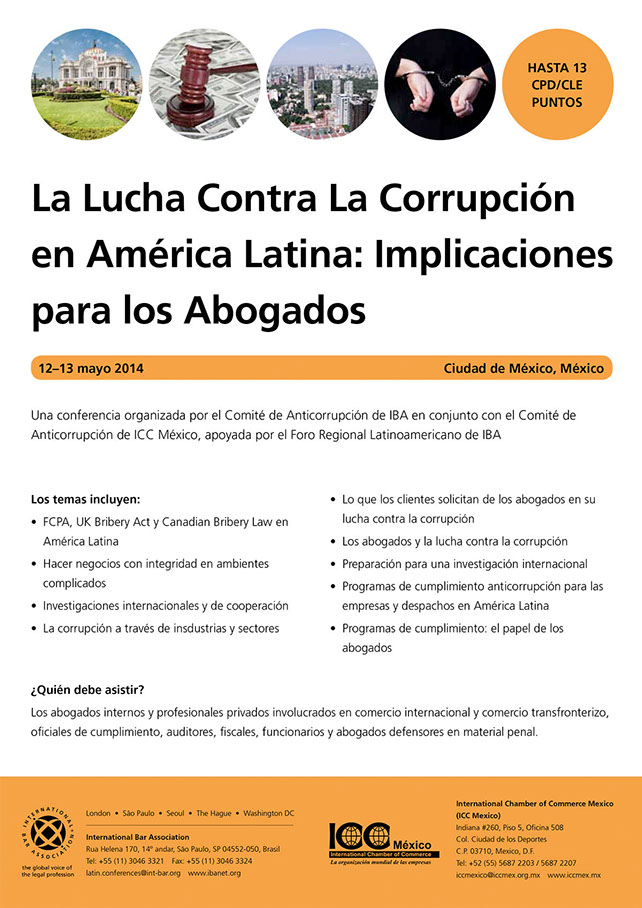 HASTA 13
CPD/CLE
PUNTOS
La Lucha Contra La Corrupción
en América Latina: Implicaciones
para los Abogados
12–13 mayo 2014
Ciudad de México, México
Una conferencia organizada por el Comité de Anticorrupción de IBA en conjunto con el Comité de
Anticorrupción de ICC México, apoyada por el Foro Regional Latinoamericano de IBA
Los temas incluyen:
• FCPA, UK Bribery Act y Canadian Bribery Law en
América Latina
• Hacer negocios con integridad en ambientes
complicados
• Investigaciones internacionales y de cooperación
• La corrupción a través de insdustrias y sectores
• Lo que los clientes solicitan de los abogados en su
lucha contra la corrupción
• Los abogados y la lucha contra la corrupción
• Preparación para una investigación internacional
• Programas de cumplimiento anticorrupción para las
empresas y despachos en América Latina
• Programas de cumplimiento: el papel de los
abogados
¿Quién debe asistir?
Los abogados internos y profesionales privados involucrados en comercio internacional y comercio transfronterizo,
oficiales de cumplimiento, auditores, fiscales, funcionarios y abogados defensores en material penal.
INTERNATIONAL BAR ASSOCIATION
the global voice of
the legal profession
London • São Paulo • Seoul • The Hague • Washington DC
International Bar Association
Rua Helena 170, 14º andar, São Paulo, SP 04552-050, Brasil
Tel: +55 (11) 3046 3321 Fax: +55 (11) 3046 3324
latin.conferences@int-bar.org www.ibanet.org
ICC México
International Chamber of Commerce
La organización mundial de las empresas
International Chamber of Commerce Mexico
(ICC Mexico)
Indiana #260, Piso 5, Oficina 508
Col. Ciudad de los Deportes
C.P. 03710, Mexico, D.F.
Tel: +52 (55) 5687 2203 / 5687 2207
iccmexico@iccmex.org.mx www.iccmex.mx